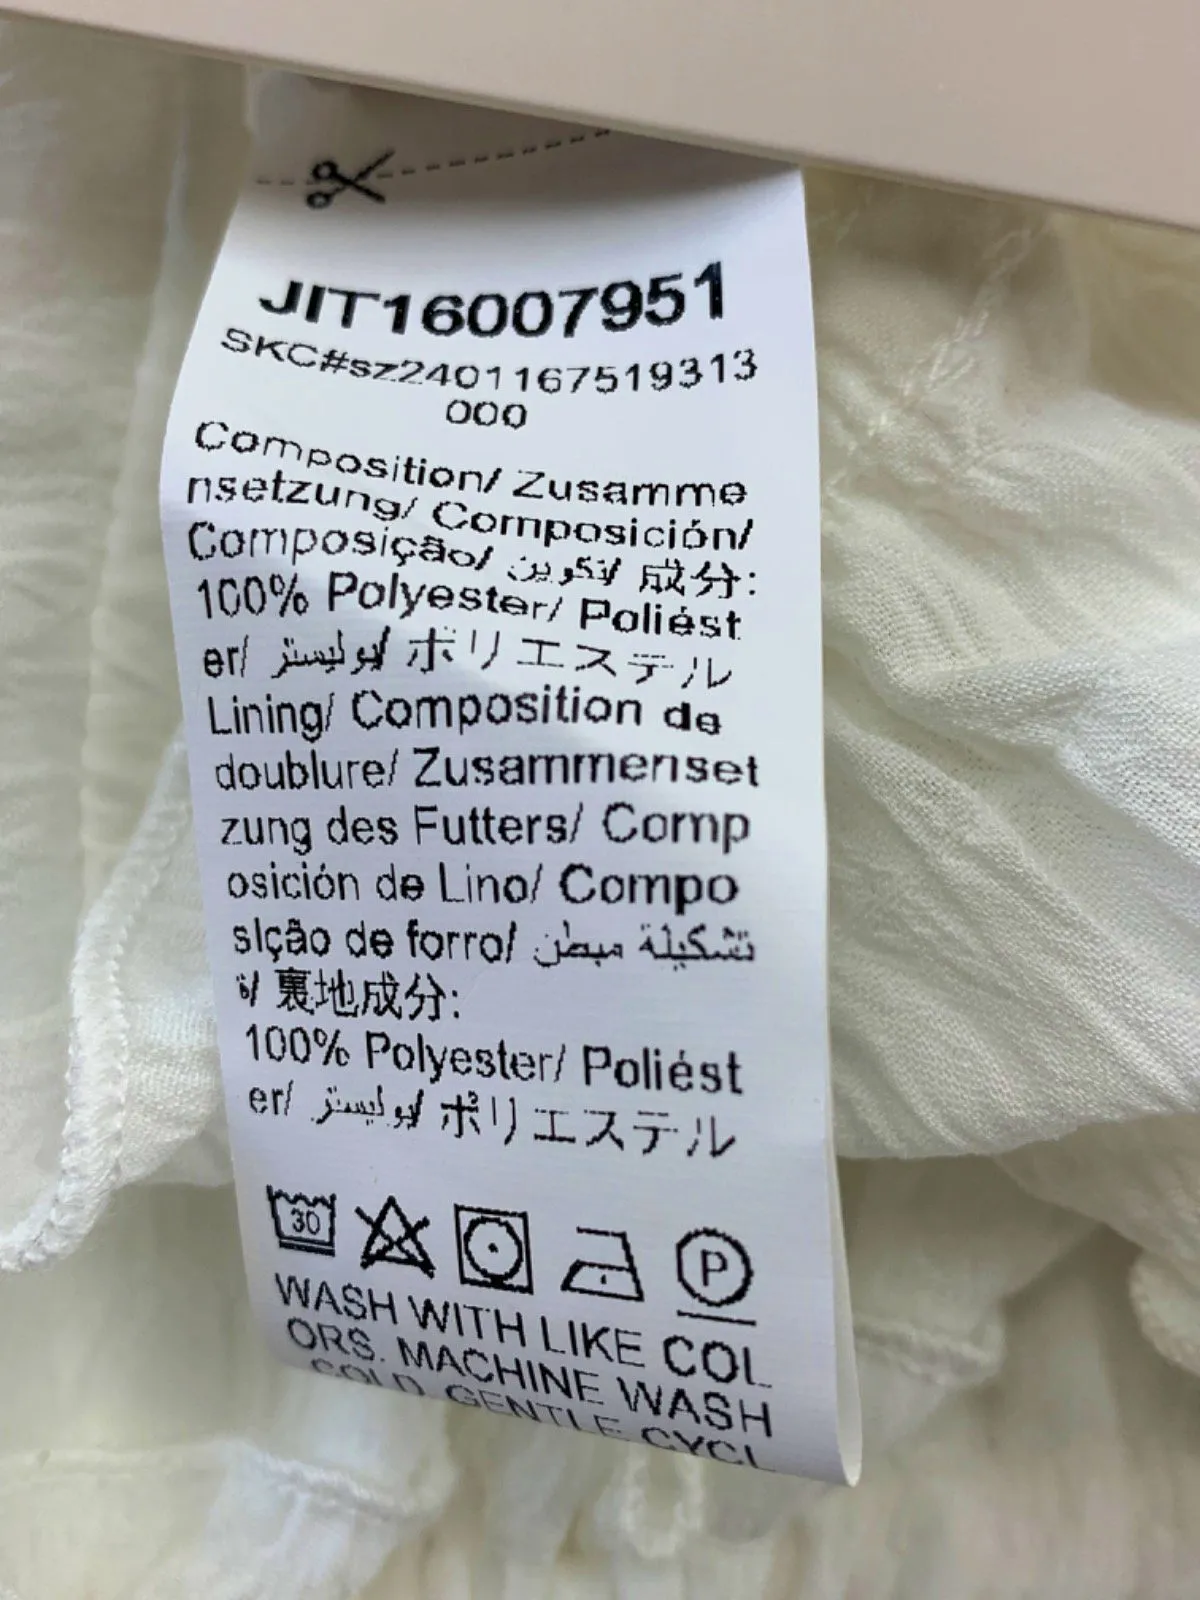 JIT16007951
SKC#sz2401167519313
000
Composition/ Zusamme
nsetzung/ Composición/
Composição/ تكوين/ 成分:
100% Polyester/ Poliést
er/ بوليستر/ ポリエステル
Lining/ Composition de
doublure/ Zusammenset
zung des Futters/ Comp
osición de Lino/ Compo
sição de forro/ تشكيلة مبطن
ة/ 裏地成分:
100% Polyester/ Poliést
er/ بوليستر/ ポリエステル
30
P
WASH WITH LIKE COL
ORS. MACHINE WASH
COLD. GENTLE CYCL